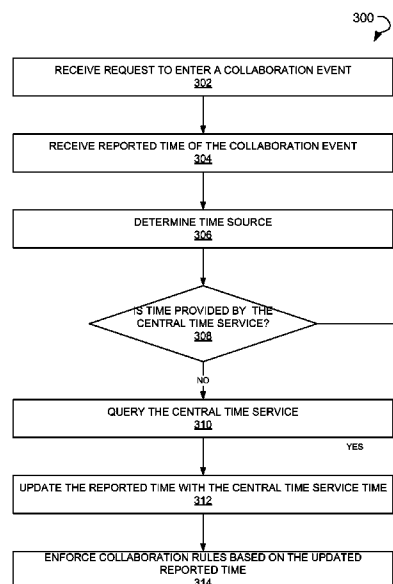 300
RECEIVE REQUEST TO ENTER A COLLABORATION EVENT
302
RECEIVE REPORTED TIME OF THE COLLABORATION EVENT
304
DETERMINE TIME SOURCE
306
IS TIME PROVIDED BY THE
CENTRAL TIME SERVICE?
308
NO
QUERY THE CENTRAL TIME SERVICE
310
YES
UPDATE THE REPORTED TIME WITH THE CENTRAL TIME SERVICE TIME
312
ENFORCE COLLABORATION RULES BASED ON THE UPDATED
REPORTED TIME
314